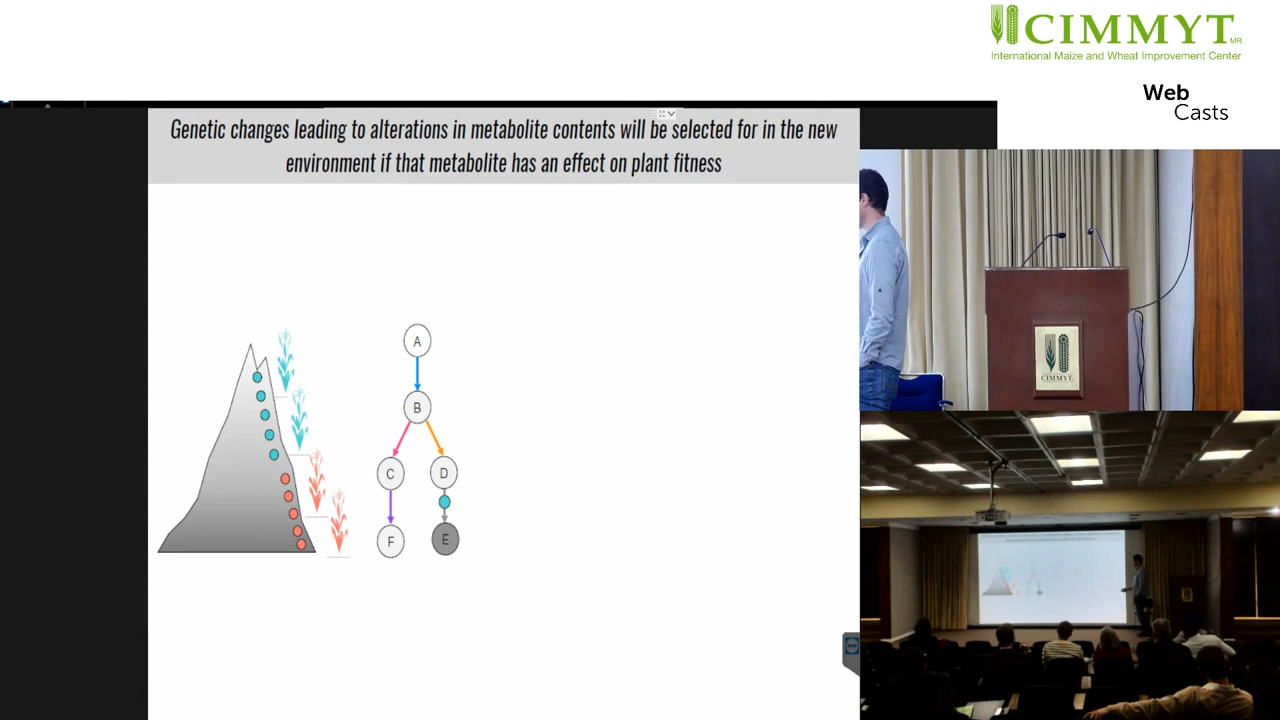 CIMMYT MR
International Maize and Wheat Improvement Center
Web
Casts
Genetic changes leading to alterations in metabolite contents will be selected for in the new
environment if that metabolite has an effect on plant fitness
A
B
C
D
F
E
CIMMYT